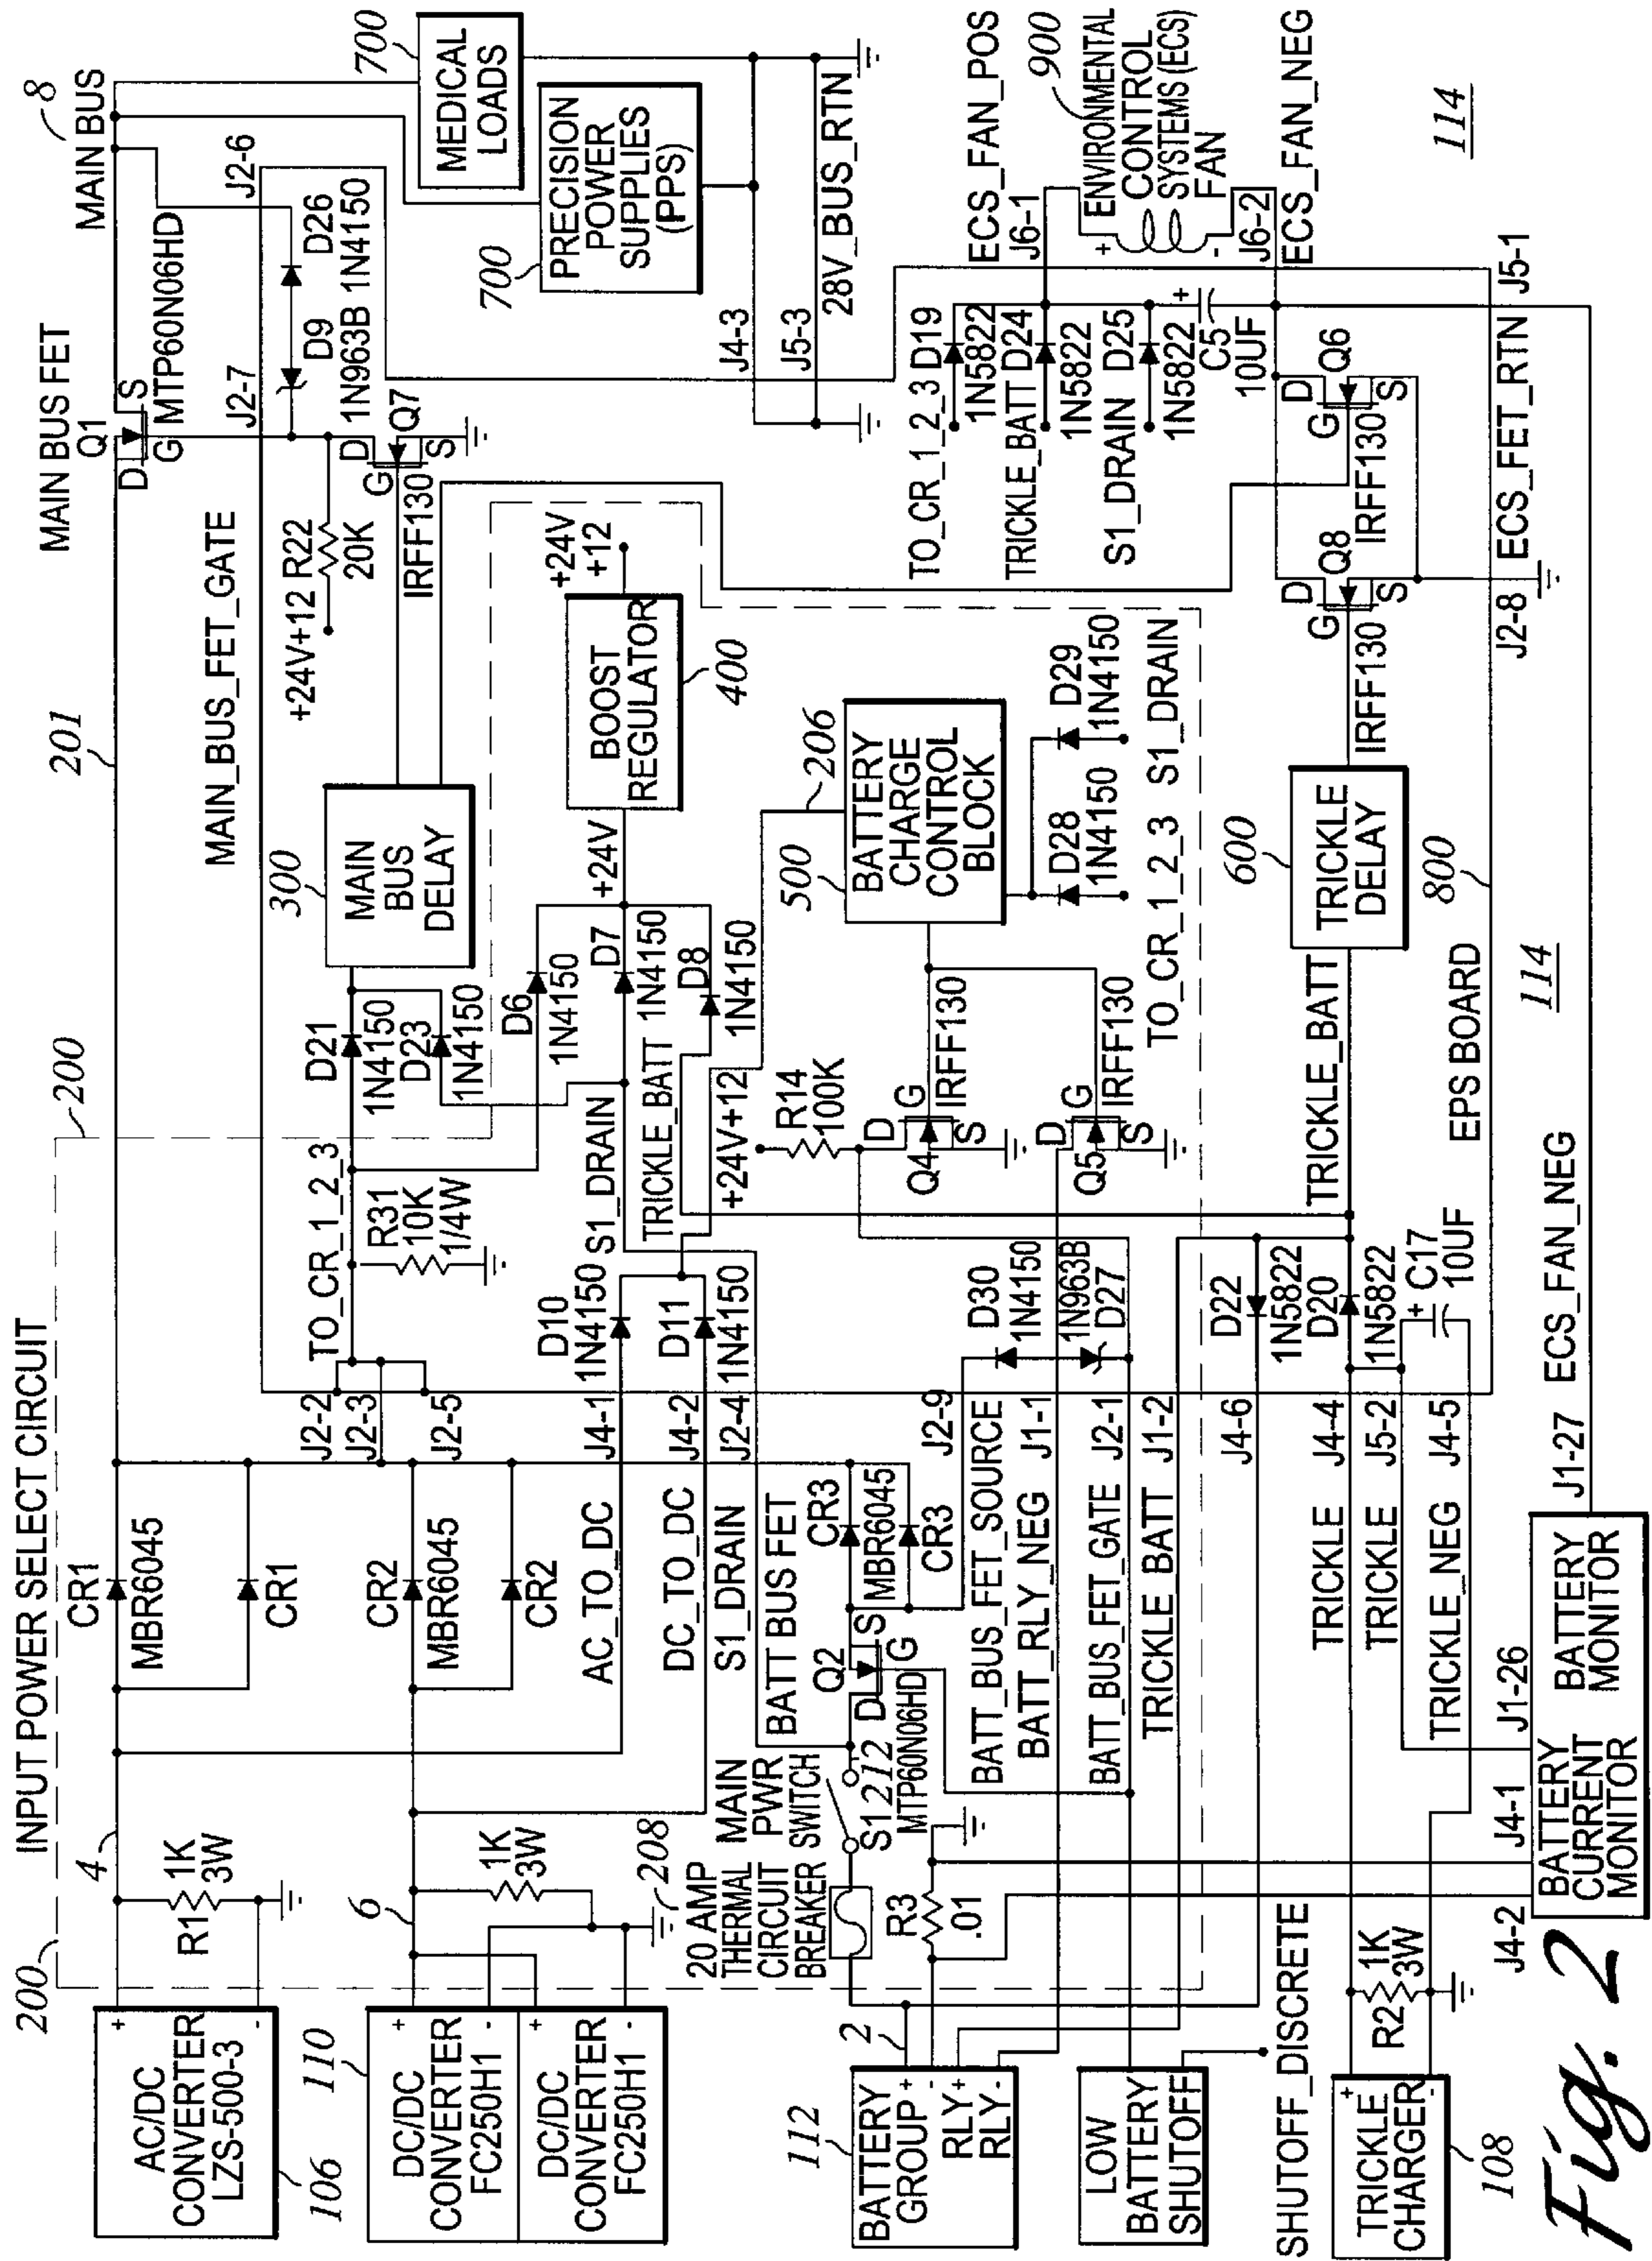 INPUT POWER SELECT CIRCUIT
200
200
MAIN BUS FET
MAIN BUS
8
201
Q1
D
S
G
MTP60N06HD
AC/DC
CONVERTER
LZS-500-3
+
-
106
4
R1
1K
3W
CR1
MBR6045
CR1
DC/DC
CONVERTER
FC250H1
DC/DC
CONVERTER
FC250H1
+
-
+
-
110
6
1K
3W
208
CR2
MBR6045
CR2
AC_TO_DC
DC_TO_DC
S1_DRAIN
BATT BUS FET
J2-2
J2-3
J2-5
J4-1
J4-2
J2-4
TO_CR_1_2_3
R31
10K
1/4W
D10
1N4150
D11
1N4150
S1_DRAIN
TRICKLE_BATT
D21
1N4150
D23
1N4150
MAIN
BUS
DELAY
300
MAIN_BUS_FET_GATE
+24V+12
R22
20K
J2-7
J2-6
D9
1N963B
D26
1N4150
D
G
S
Q7
IRFF130
D6
1N4150
D7
1N4150
D8
1N4150
+24V
BOOST
REGULATOR
400
+24V
+12
MEDICAL
LOADS
700
PRECISION
POWER
SUPPLIES
(PPS)
700
J4-3
J5-3
28V_BUS_RTN
20 AMP
THERMAL
CIRCUIT
BREAKER
MAIN
PWR
SWITCH
S1
212
Q2
D
S
G
MTP60N06HD
CR3
MBR6045
CR3
BATT_BUS_FET_SOURCE
J2-9
BATT_RLY_NEG
J1-1
BATT_BUS_FET_GATE
J2-1
TRICKLE BATT
J1-2
J4-6
D30
1N4150
1N963B
D27
+24V+12
R14
100K
D
G
S
Q4
IRFF130
D
G
S
Q5
IRFF130
BATTERY
CHARGE
CONTROL
BLOCK
500
206
D28
1N4150
D29
1N4150
TO_CR_1_2_3
S1_DRAIN
TO_CR_1_2_3
D19
1N5822
TRICKLE_BATT
D24
1N5822
S1_DRAIN
D25
1N5822
+
C5
10UF
ECS_FAN_POS
J6-1
+
ENVIRONMENTAL
CONTROL
SYSTEMS (ECS)
FAN
-
900
J6-2
ECS_FAN_NEG
BATTERY
GROUP
+
-
RLY+
RLY-
112
2
R3
.01
LOW
BATTERY
SHUTOFF
SHUTOFF_DISCRETE
TRICKLE
CHARGER
+
-
108
R2
1K
3W
TRICKLE
J4-4
TRICKLE
J5-2
TRICKLE_NEG
J4-5
D22
1N5822
D20
1N5822
+
C17
10UF
TRICKLE_BATT
TRICKLE
DELAY
600
IRFF130
G
D
S
Q8
IRFF130
G
D
S
Q6
EPS BOARD
800
J2-8
ECS_FET_RTN
J5-1
J4-2
J4-1
J1-26
J1-27
ECS_FAN_NEG
BATTERY
CURRENT
MONITOR
BATTERY
MONITOR
114
114
Fig. 2